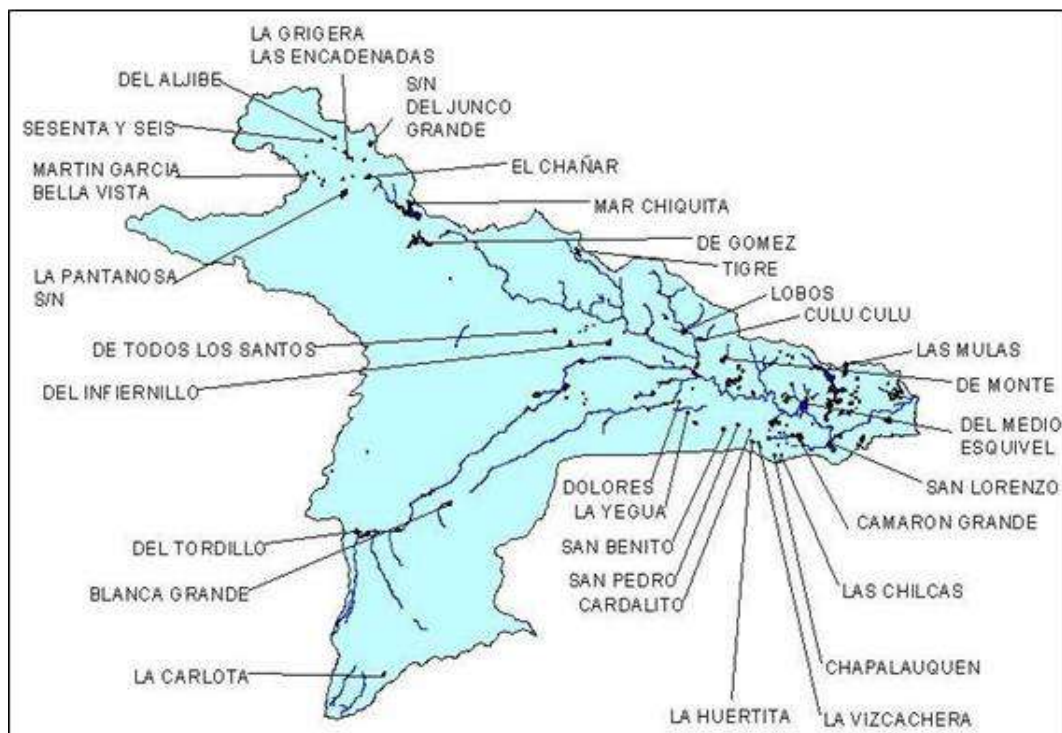 LA GRIGERA
LAS ENCADENADAS
DEL ALJIBE
S/N
DEL JUNCO
GRANDE
SESENTA Y SEIS
MARTIN GARCIA
BELLA VISTA
EL CHAÑAR
MAR CHIQUITA
DE GOMEZ
TIGRE
LA PANTANOSA
S/N
LOBOS
CULU CULU
DE TODOS LOS SANTOS
LAS MULAS
DEL INFIERNILLO
DE MONTE
DEL MEDIO
ESQUIVEL
DOLORES
LA YEGUA
SAN LORENZO
CAMARON GRANDE
DEL TORDILLO
SAN BENITO
BLANCA GRANDE
SAN PEDRO
CARDALITO
LAS CHILCAS
LA CARLOTA
CHAPALAUQUEN
LA HUERTITA
LA VIZCACHERA